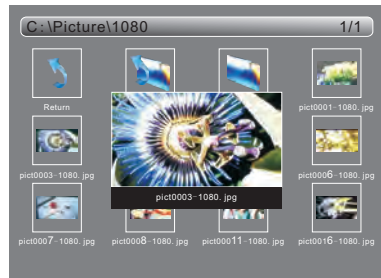 C:\Picture\1080 1/1
Return
pict0001-1080. jpg
pict0003-1080. jpg
pict0006-1080. jpg
pict0003-1080. jpg
pict0007-1080. jpg pict0008-1080. jpg pict00011-1080. jpg pict0016-1080. jpg